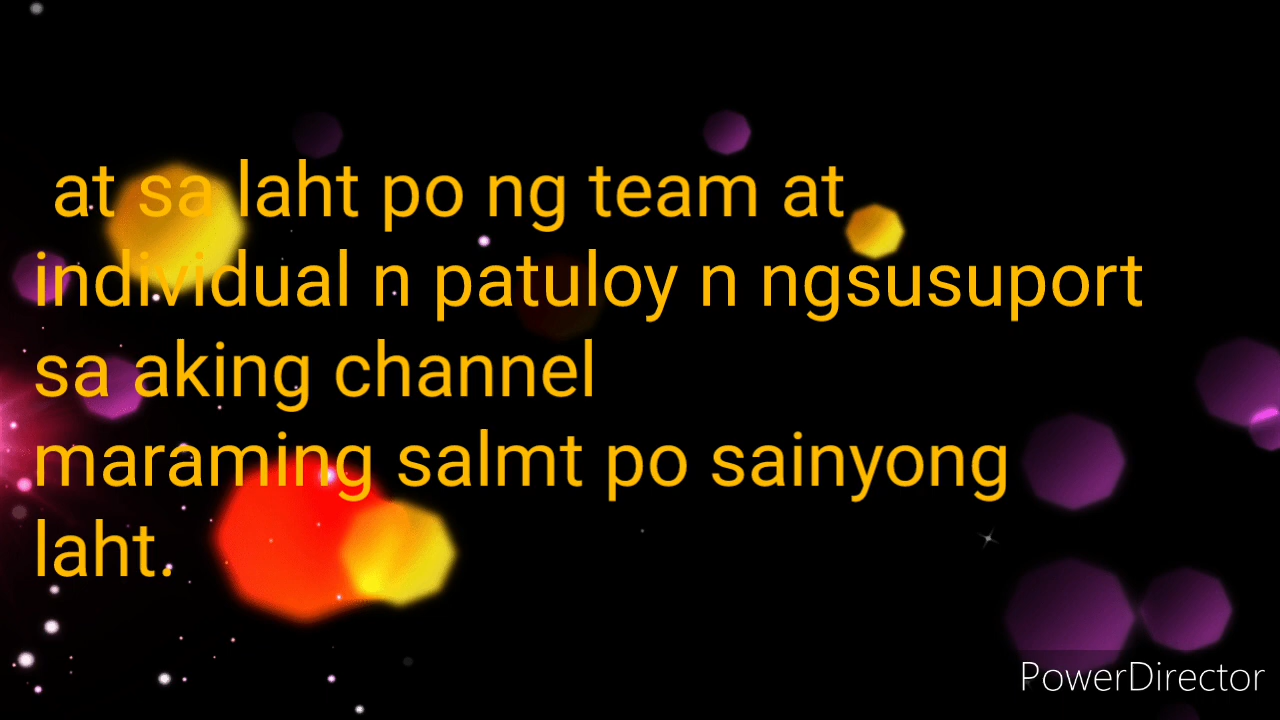 at sa laht po ng team at
individual n patuloy n ngsusuport
sa aking channel
maraming salmt po sainyong
laht.
PowerDirector